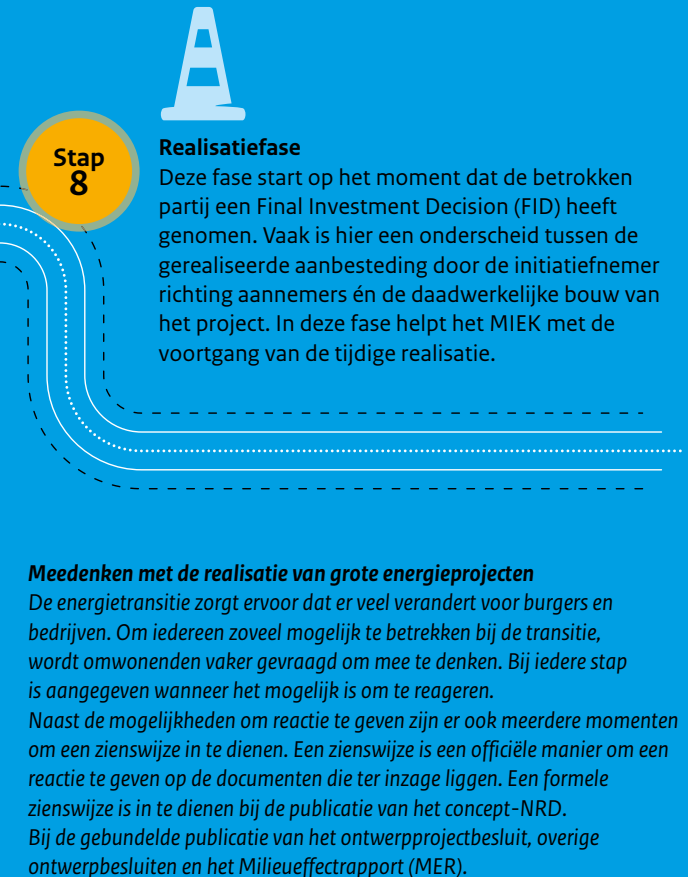 Stap
8
Realisatiefase
Deze fase start op het moment dat de betrokken
partij een Final Investment Decision (FID) heeft
genomen. Vaak is hier een onderscheid tussen de
gerealiseerde aanbesteding door de initiatiefnemer
richting aannemers én de daadwerkelijke bouw van
het project. In deze fase helpt het MIEK met de
voortgang van de tijdige realisatie.
Meedenken met de realisatie van grote energieprojecten
De energietransitie zorgt ervoor dat er veel verandert voor burgers en
bedrijven. Om iedereen zoveel mogelijk te betrekken bij de transitie,
wordt omwonenden vaker gevraagd om mee te denken. Bij iedere stap
is aangegeven wanneer het mogelijk is om te reageren.
Naast de mogelijkheden om reactie te geven zijn er ook meerdere momenten
om een zienswijze in te dienen. Een zienswijze is een officiële manier om een
reactie te geven op de documenten die ter inzage liggen. Een formele
zienswijze is in te dienen bij de publicatie van het concept-NRD.
Bij de gebundelde publicatie van het ontwerpprojectbesluit, overige
ontwerpbesluiten en het Milieueffectrapport (MER).